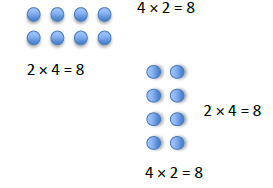 4 × 2 = 8
2 × 4 = 8
2 × 4 = 8
4 × 2 = 8